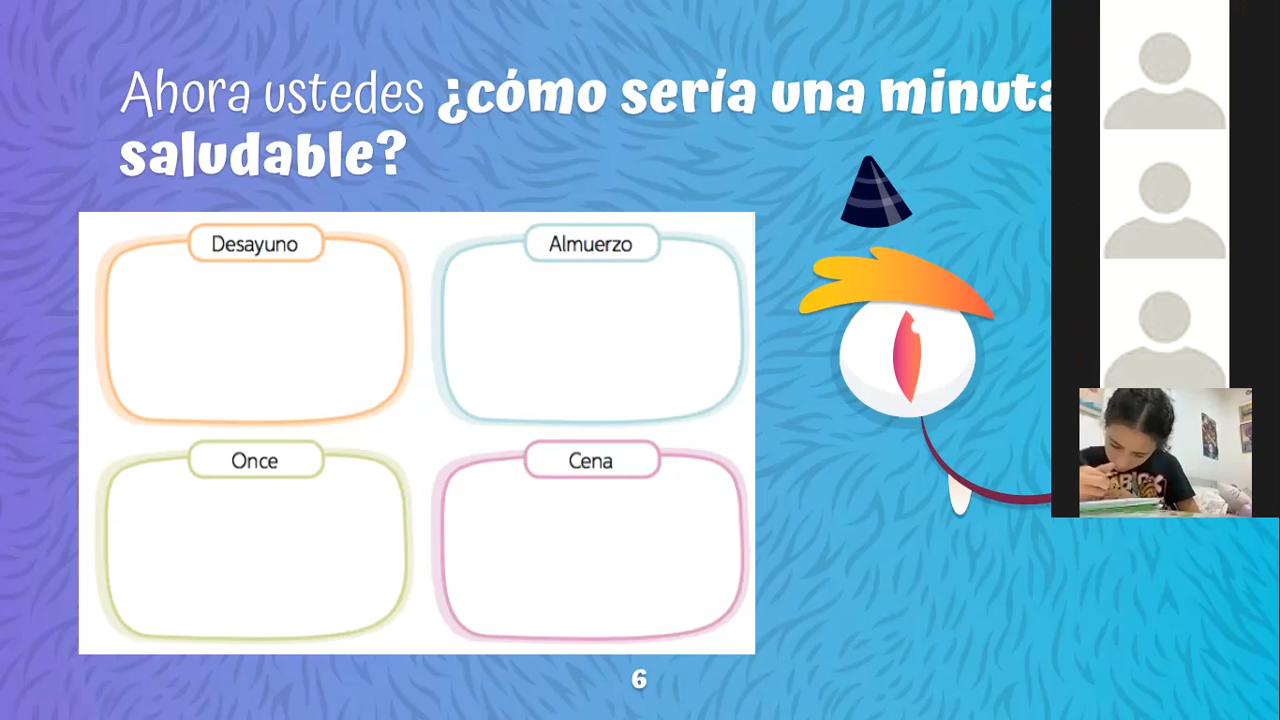 Ahora ustedes ¿cómo sería una minuta
saludable?
Desayuno
Almuerzo
Once
Cena
6